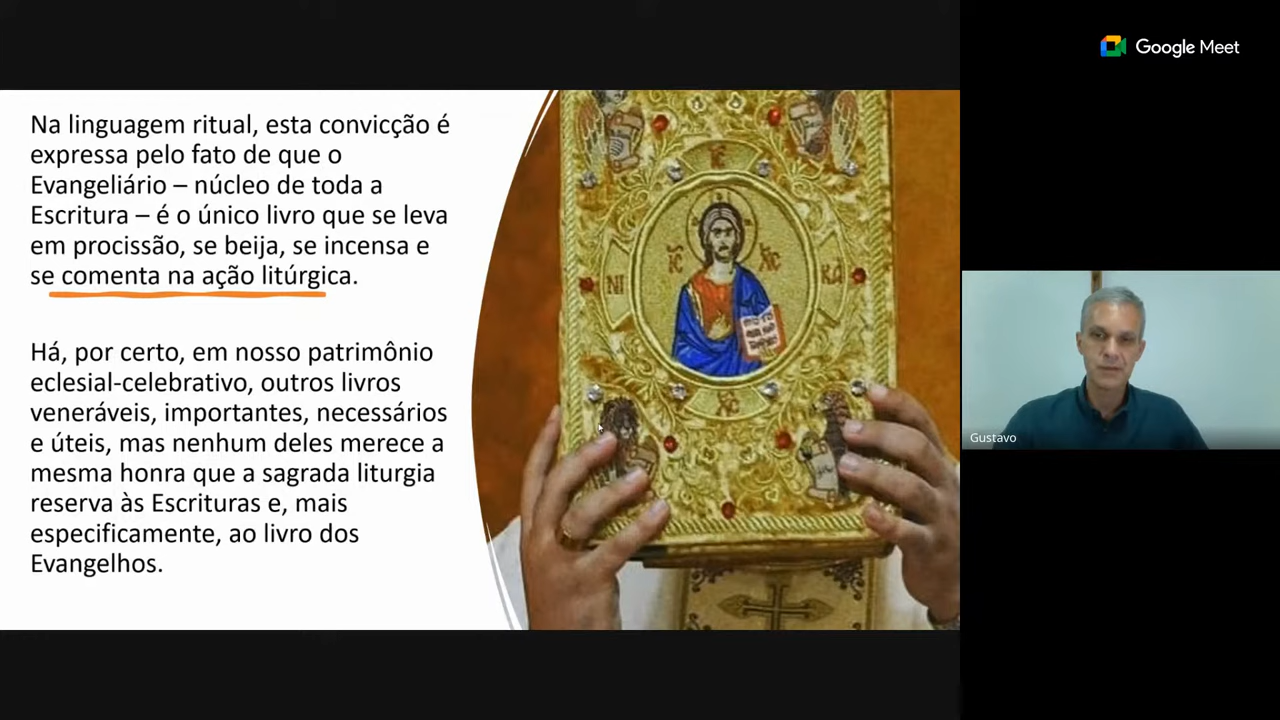 Google Meet
Na linguagem ritual, esta convicção é
expressa pelo fato de que o
Evangeliário – núcleo de toda a
Escritura – é o único livro que se leva
em procissão, se beija, se incensa e
se comenta na ação litúrgica.
Há, por certo, em nosso patrimônio
eclesial-celebrativo, outros livros
veneráveis, importantes, necessários
e úteis, mas nenhum deles merece a
mesma honra que a sagrada liturgia
reserva às Escrituras e, mais
especificamente, ao livro dos
Evangelhos.
IC XC
NI KA
Gustavo